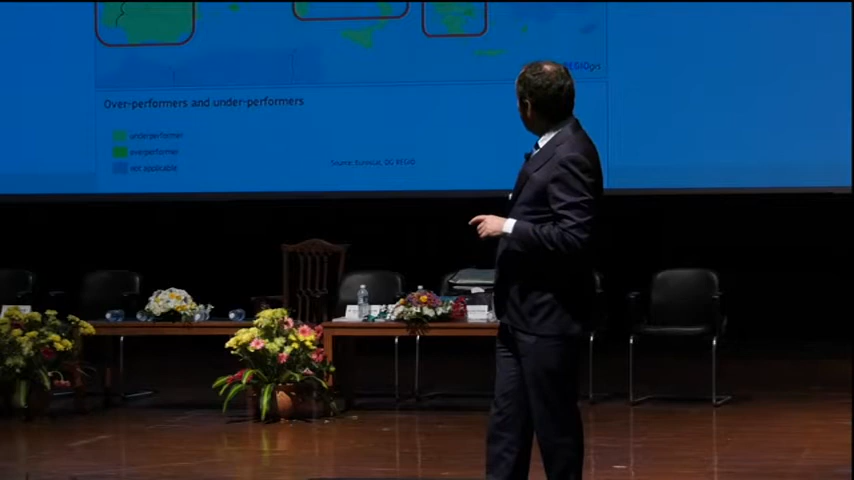 REGIOgis
Over-performers and under-performers
underperformer
overperformer
not applicable
Source: Eurostat, DG REGIO